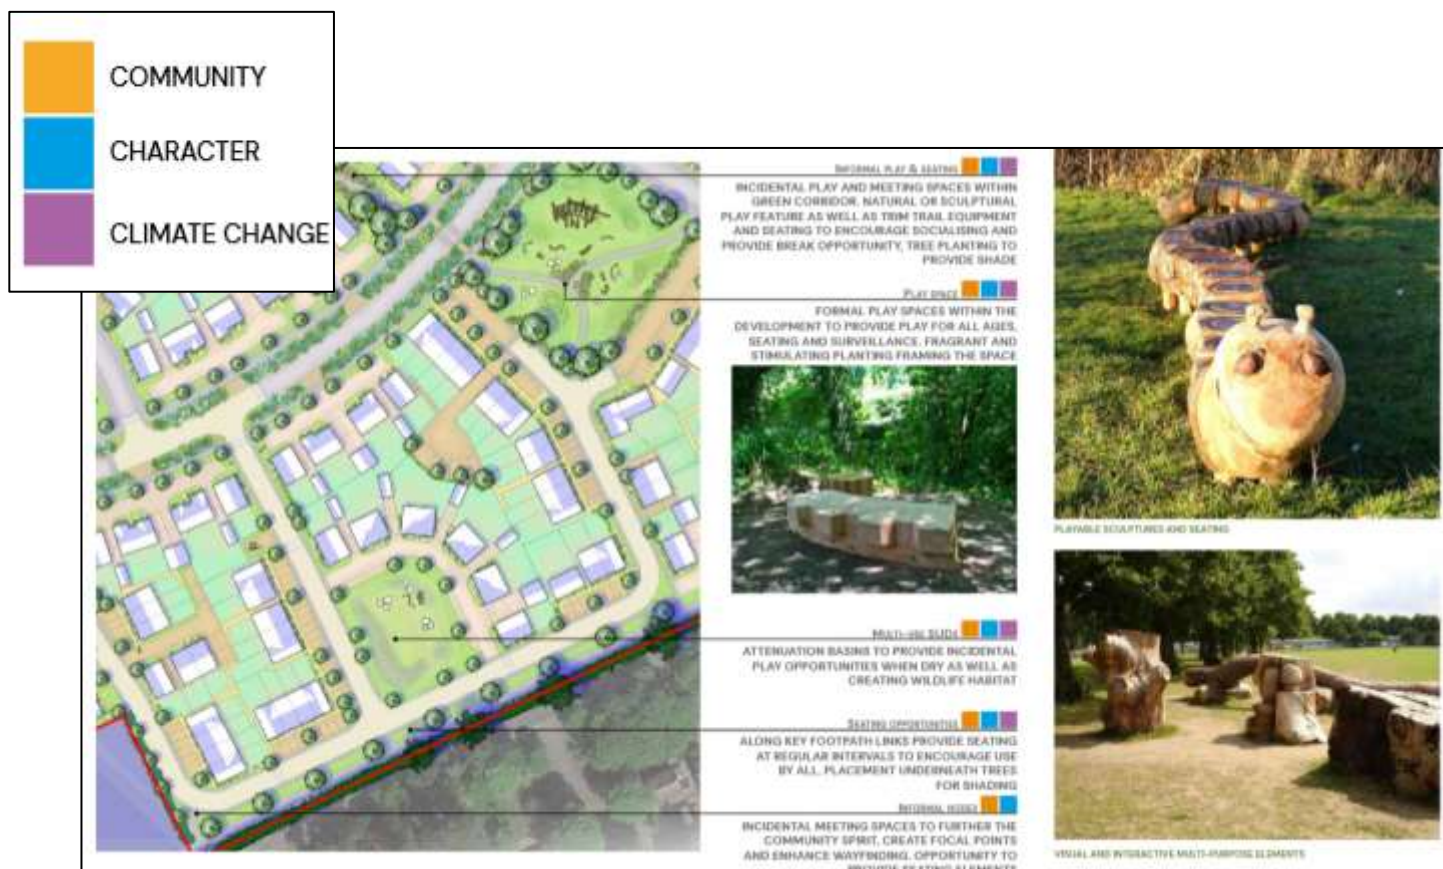 COMMUNITY
CHARACTER
CLIMATE CHANGE
INFORMAL PLAY & SEATING
INCIDENTAL PLAY AND MEETING SPACES WITHIN
GREEN CORRIDOR. NATURAL OR SCULPTURAL
PLAY FEATURE AS WELL AS TRIM TRAIL EQUIPMENT
AND SEATING TO ENCOURAGE SOCIALISING AND
PROVIDE BREAK OPPORTUNITY, TREE PLANTING TO
PROVIDE SHADE
PLAY SPACE
FORMAL PLAY SPACES WITHIN THE
DEVELOPMENT TO PROVIDE PLAY FOR ALL AGES,
SEATING AND SURVEILLANCE. FRAGRANT AND
STIMULATING PLANTING FRAMING THE SPACE
MULTI-USE SUDS
ATTENUATION BASINS TO PROVIDE INCIDENTAL
PLAY OPPORTUNITIES WHEN DRY AS WELL AS
CREATING WILDLIFE HABITAT
SEATING OPPORTUNITIES
ALONG KEY FOOTPATH LINKS PROVIDE SEATING
AT REGULAR INTERVALS TO ENCOURAGE USE
BY ALL. PLACEMENT UNDERNEATH TREES
FOR SHADING
INFORMAL NODES
INCIDENTAL MEETING SPACES TO FURTHER THE
COMMUNITY SPIRIT, CREATE FOCAL POINTS
AND ENHANCE WAYFINDING. OPPORTUNITY TO
PROVIDE SEATING ELEMENTS
PLAYABLE SCULPTURES AND SEATING
VISUAL AND INTERACTIVE MULTI-PURPOSE ELEMENTS